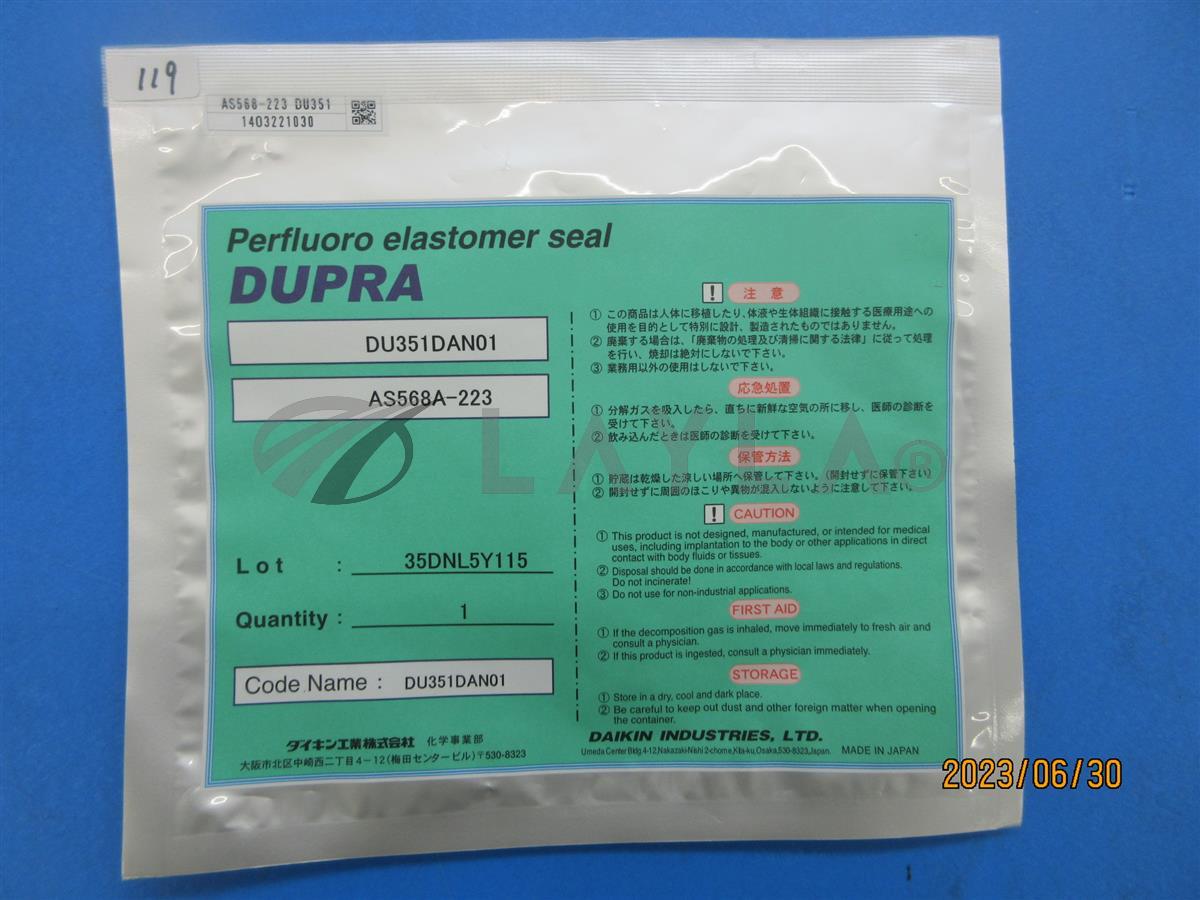 119
AS568-223 DU351
1403221030
Perfluoro elastomer seal
DUPRA
DU351DAN01
AS568A-223
Lot : 35DNL5Y115
Quantity : 1
Code Name : DU351DAN01
ダイキン工業株式会社 化学事業部
大阪市北区中崎西二丁目4-12(梅田センタービル)〒530-8323
! 注意
① この商品は人体に移植したり、体液や生体組織に接触する医療用途への
使用を目的として特別に設計、製造されたものではありません。
② 廃棄する場合は、「廃棄物の処理及び清掃に関する法律」に従って処理
を行い、焼却は絶対にしないで下さい。
③ 業務用以外の使用はしないで下さい。
応急処置
① 分解ガスを吸入したら、直ちに新鮮な空気の所に移し、医師の診断を
受けて下さい。
② 飲み込んだときは医師の診断を受けて下さい。
保管方法
① 貯蔵は乾燥した涼しい場所へ保管して下さい。(開封せずに保管下さい)
② 開封せずに周囲のほこりや異物が混入しないように注意して下さい。
! CAUTION
① This product is not designed, manufactured, or intended for medical
uses, including implantation to the body or other applications in direct
contact with body fluids or tissues.
② Disposal should be done in accordance with local laws and regulations.
Do not incinerate!
③ Do not use for non-industrial applications.
FIRST AID
① If the decomposition gas is inhaled, move immediately to fresh air and
consult a physician.
② If this product is ingested, consult a physician immediately.
STORAGE
① Store in a dry, cool and dark place.
② Be careful to keep out dust and other foreign matter when opening
the container.
DAIKIN INDUSTRIES, LTD.
Umeda Center Bldg.4-12,Nakazaki-Nishi 2-chome,Kita-ku,Osaka,530-8323,Japan. MADE IN JAPAN
LAYLA®
2023/06/30